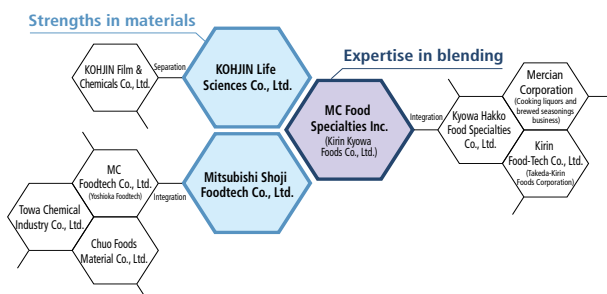 Strengths in materials
Expertise in blending
KOHJIN Film &
Chemicals Co., Ltd.
Separation
KOHJIN Life
Sciences Co., Ltd.
MC Food
Specialties Inc.
(Kirin Kyowa
Foods Co., Ltd.)
Integration
Kyowa Hakko
Food Specialties
Co., Ltd.
Mercian
Corporation
(Cooking liquors and
brewed seasonings
business)
Kirin
Food-Tech Co., Ltd.
(Takeda-Kirin
Foods Corporation)
MC
Foodtech Co., Ltd.
(Yoshioka Foodtech)
Integration
Mitsubishi Shoji
Foodtech Co., Ltd.
Towa Chemical
Industry Co., Ltd.
Chuo Foods
Material Co., Ltd.